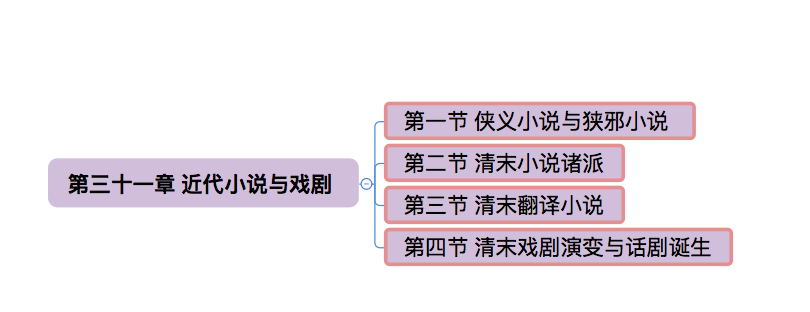 第三十一章 近代小说与戏剧
第一节 侠义小说与狭邪小说
第二节 清末小说诸派
第三节 清末翻译小说
第四节 清末戏剧演变与话剧诞生